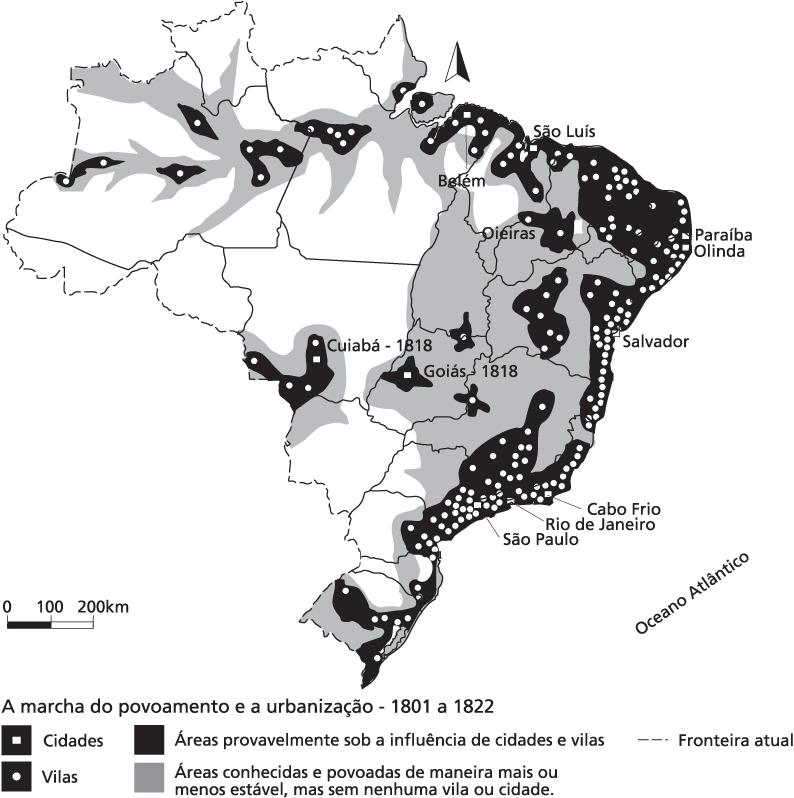 São Luís
Belém
Oieiras
Paraíba
Olinda
Salvador
Cuiabá - 1818
Goiás - 1818
Cabo Frio
Rio de Janeiro
São Paulo
Oceano Atlântico
0 100 200km
A marcha do povoamento e a urbanização - 1801 a 1822
Cidades
Áreas provavelmente sob a influência de cidades e vilas
Fronteira atual
Vilas
Áreas conhecidas e povoadas de maneira mais ou
menos estável, mas sem nenhuma vila ou cidade.